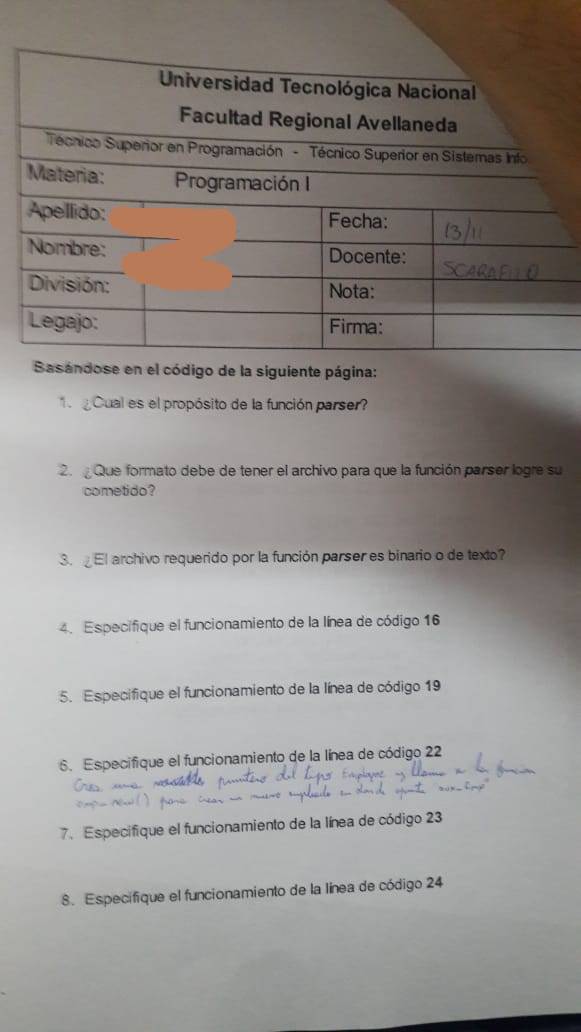 Universidad Tecnológica Nacional
Facultad Regional Avellaneda
Técnico Superior en Programación - Técnico Superior en Sistemas Info
Materia: Programación I
Apellido: Fecha: 13/11
Nombre: Docente: SCARAFILO
División: Nota:
Legajo: Firma:
Basándose en el código de la siguiente página:
1. ¿Cual es el propósito de la función parser?
2. ¿Que formato debe de tener el archivo para que la función parser logre su
cometido?
3. ¿El archivo requerido por la función parser es binario o de texto?
4. Especifique el funcionamiento de la línea de código 16
5. Especifique el funcionamiento de la línea de código 19
6. Especifique el funcionamiento de la línea de código 22
Crea una puntero del tipo Employee y llama a la función
emp_new() para crear un nuevo empleado en donde apunta aux_Emp
7. Especifique el funcionamiento de la línea de código 23
8. Especifique el funcionamiento de la línea de código 24